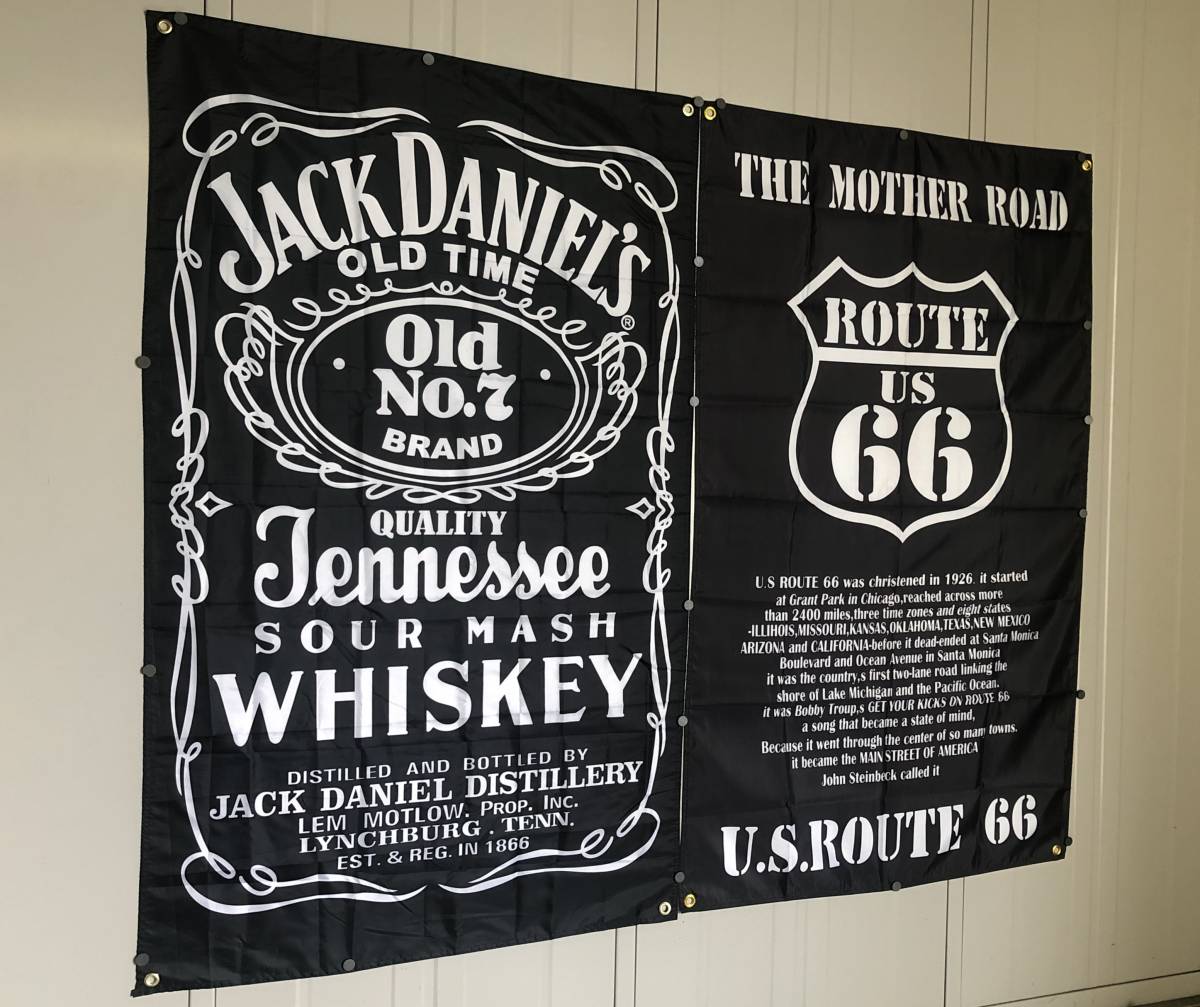 JACK DANIEL'S
OLD TIME
®
Old
No.7
BRAND
QUALITY
Tennessee
SOUR MASH
WHISKEY
DISTILLED AND BOTTLED BY
JACK DANIEL DISTILLERY
LEM MOTLOW. PROP. INC.
LYNCHBURG . TENN.
EST. & REG. IN 1866
THE MOTHER ROAD
ROUTE
US
66
U.S ROUTE 66 was christened in 1926. it started
at Grant Park in Chicago,reached across more
than 2400 miles,three time zones and eight states
-ILLIHOIS,MISSOURI,KANSAS,OKLAHOMA,TEXAS,NEW MEXICO
ARIZONA and CALIFORNIA-before it dead-ended at Santa Monica
Boulevard and Ocean Avenue in Santa Monica
it was the country,s first two-lane road linking the
shore of Lake Michigan and the Pacific Ocean.
it was Bobby Troup,s GET YOUR KICKS ON ROUTE 66
a song that became a state of mind,
Because it went through the center of so many towns.
it became the MAIN STREET OF AMERICA
John Steinbeck called it
U.S.ROUTE 66